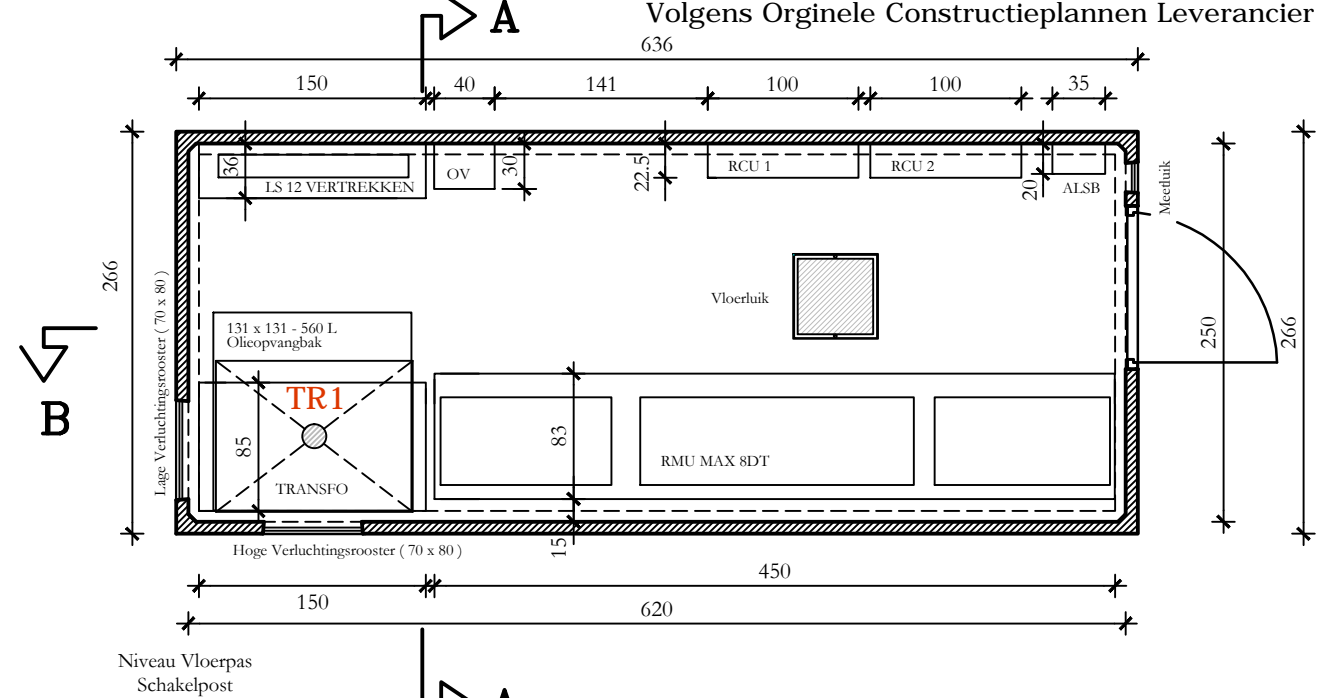 A
Volgens Orginele Constructieplannen Leverancier
636
150
40
141
100
100
35
36
LS 12 VERTREKKEN
OV
30
22.5
RCU 1
RCU 2
20
ALSB
Meetluik
266
Lage Verluchtingsrooster ( 70 x 80 )
131 x 131 - 560 L
Olieopvangbak
Vloerluik
250
266
B
TR1
85
TRANSFO
83
RMU MAX 8DT
15
Hoge Verluchtingsrooster ( 70 x 80 )
150
450
620
Niveau Vloerpas
Schakelpost
A